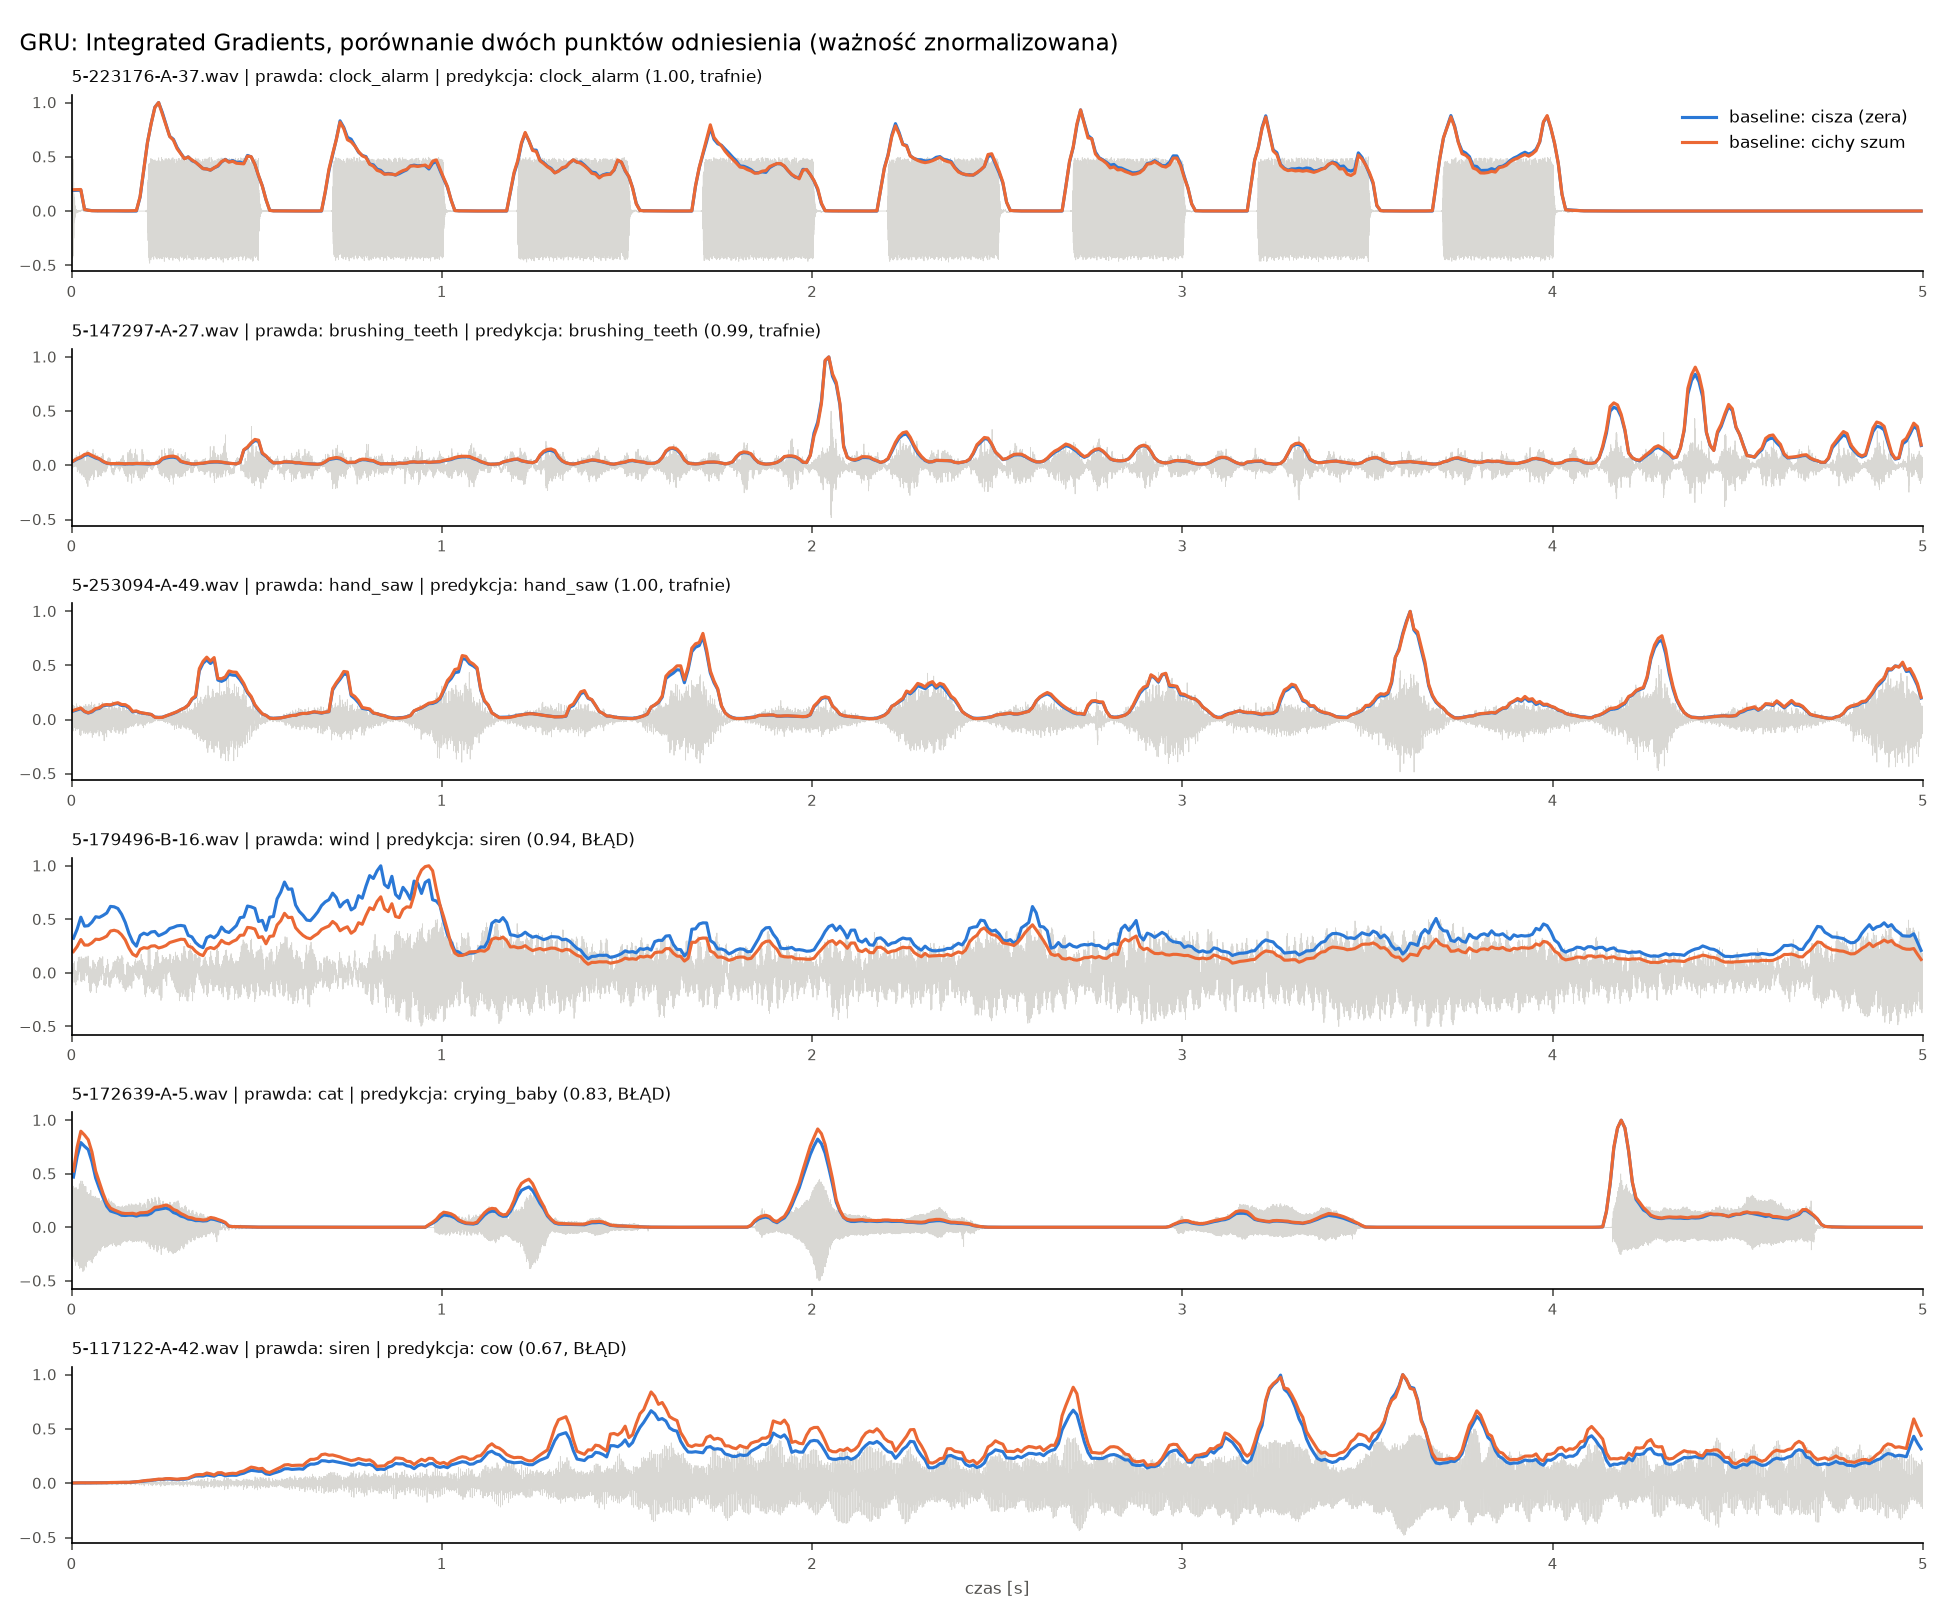 GRU: Integrated Gradients, porównanie dwóch punktów odniesienia (ważność znormalizowana)
5-223176-A-37.wav | prawda: clock_alarm | predykcja: clock_alarm (1.00, trafnie)
baseline: cisza (zera)
baseline: cichy szum
1.0
0.5
0.0
−0.5
0 1 2 3 4 5
5-147297-A-27.wav | prawda: brushing_teeth | predykcja: brushing_teeth (0.99, trafnie)
1.0
0.5
0.0
−0.5
0 1 2 3 4 5
5-253094-A-49.wav | prawda: hand_saw | predykcja: hand_saw (1.00, trafnie)
1.0
0.5
0.0
−0.5
0 1 2 3 4 5
5-179496-B-16.wav | prawda: wind | predykcja: siren (0.94, BŁĄD)
1.0
0.5
0.0
−0.5
0 1 2 3 4 5
5-172639-A-5.wav | prawda: cat | predykcja: crying_baby (0.83, BŁĄD)
1.0
0.5
0.0
−0.5
0 1 2 3 4 5
5-117122-A-42.wav | prawda: siren | predykcja: cow (0.67, BŁĄD)
1.0
0.5
0.0
−0.5
0 1 2 3 4 5
czas [s]